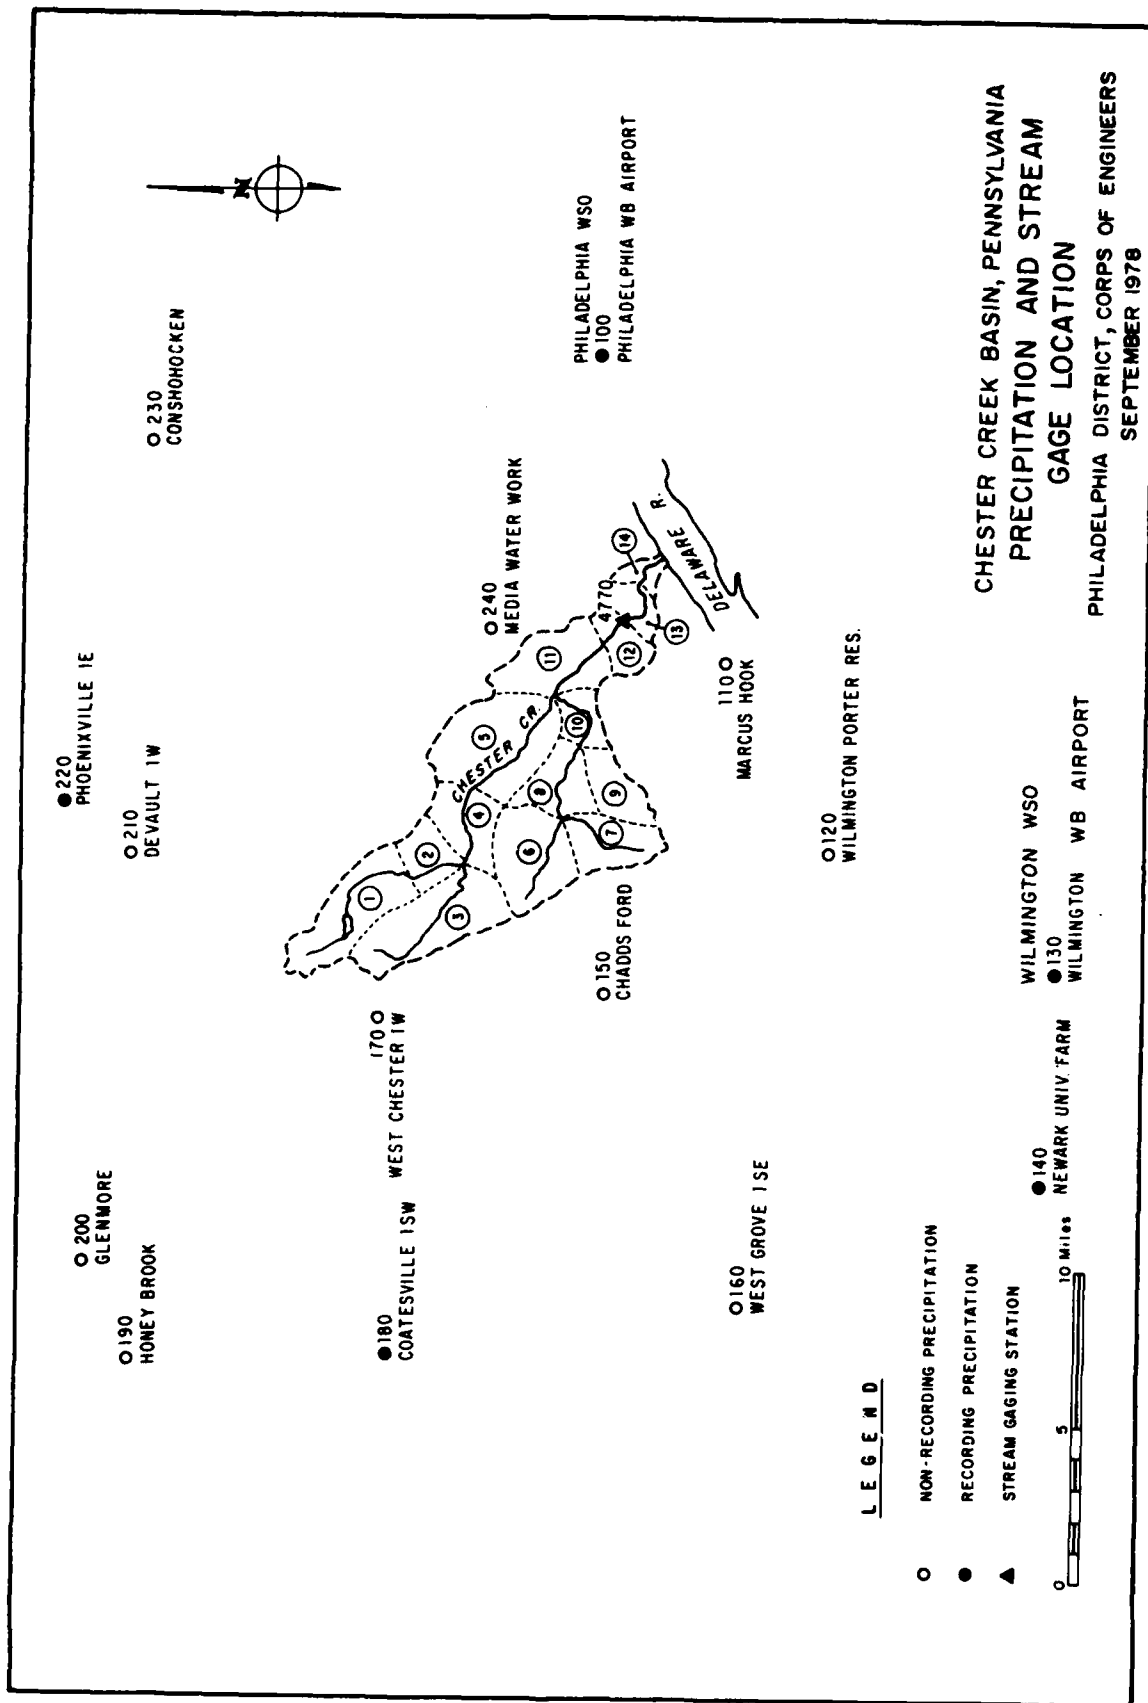 220
PHOENIXVILLE 1E
210
DEVAULT 1W
200
GLENMORE
190
HONEY BROOK
230
CONSHOHOCKEN
N
180
COATESVILLE 1SW
170
WEST CHESTER 1W
240
MEDIA WATER WORK
PHILADELPHIA WSO
100
PHILADELPHIA WB AIRPORT
150
CHADDS FORD
1
2
3
4
5
6
7
8
9
10
11
12
13
14
CHESTER CR.
4770
DELAWARE R.
110
MARCUS HOOK
160
WEST GROVE 1SE
120
WILMINGTON PORTER RES.
WILMINGTON WSO
130
WILMINGTON WB AIRPORT
140
NEWARK UNIV. FARM
LEGEND
NON-RECORDING PRECIPITATION
RECORDING PRECIPITATION
STREAM GAGING STATION
0 5 10 Miles
CHESTER CREEK BASIN, PENNSYLVANIA
PRECIPITATION AND STREAM
GAGE LOCATION
PHILADELPHIA DISTRICT, CORPS OF ENGINEERS
SEPTEMBER 1978